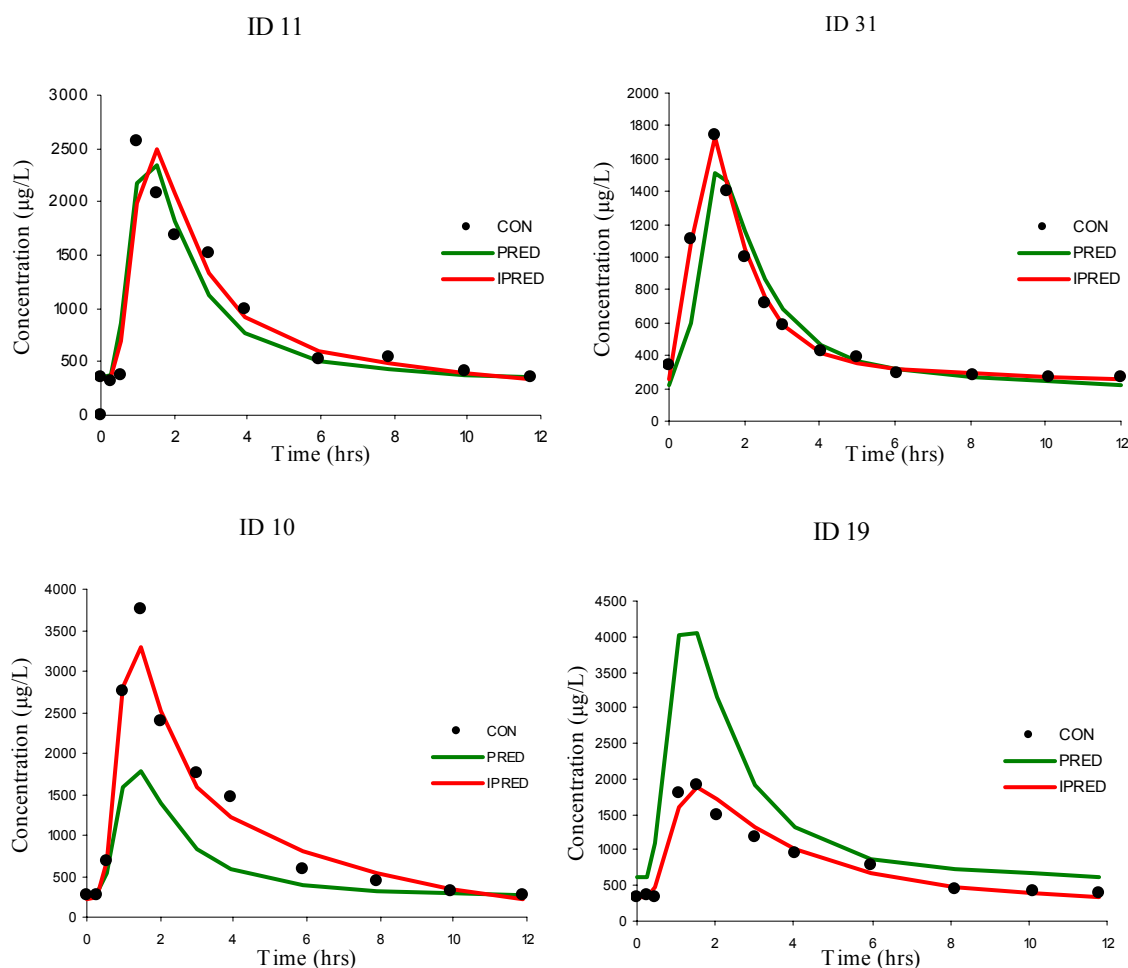 ID 11
3000
2500
2000
1500
1000
500
0
0 2 4 6 8 10 12
Concentration (µg/L)
Time (hrs)
CON
PRED
IPRED
ID 31
2000
1800
1600
1400
1200
1000
800
600
400
200
0
0 2 4 6 8 10 12
Concentration (µg/L)
Time (hrs)
CON
PRED
IPRED
ID 10
4000
3500
3000
2500
2000
1500
1000
500
0
0 2 4 6 8 10 12
Concentration (µg/L)
Time (hrs)
CON
PRED
IPRED
ID 19
4500
4000
3500
3000
2500
2000
1500
1000
500
0
0 2 4 6 8 10 12
Concentration (µg/L)
Time (hrs)
CON
PRED
IPRED